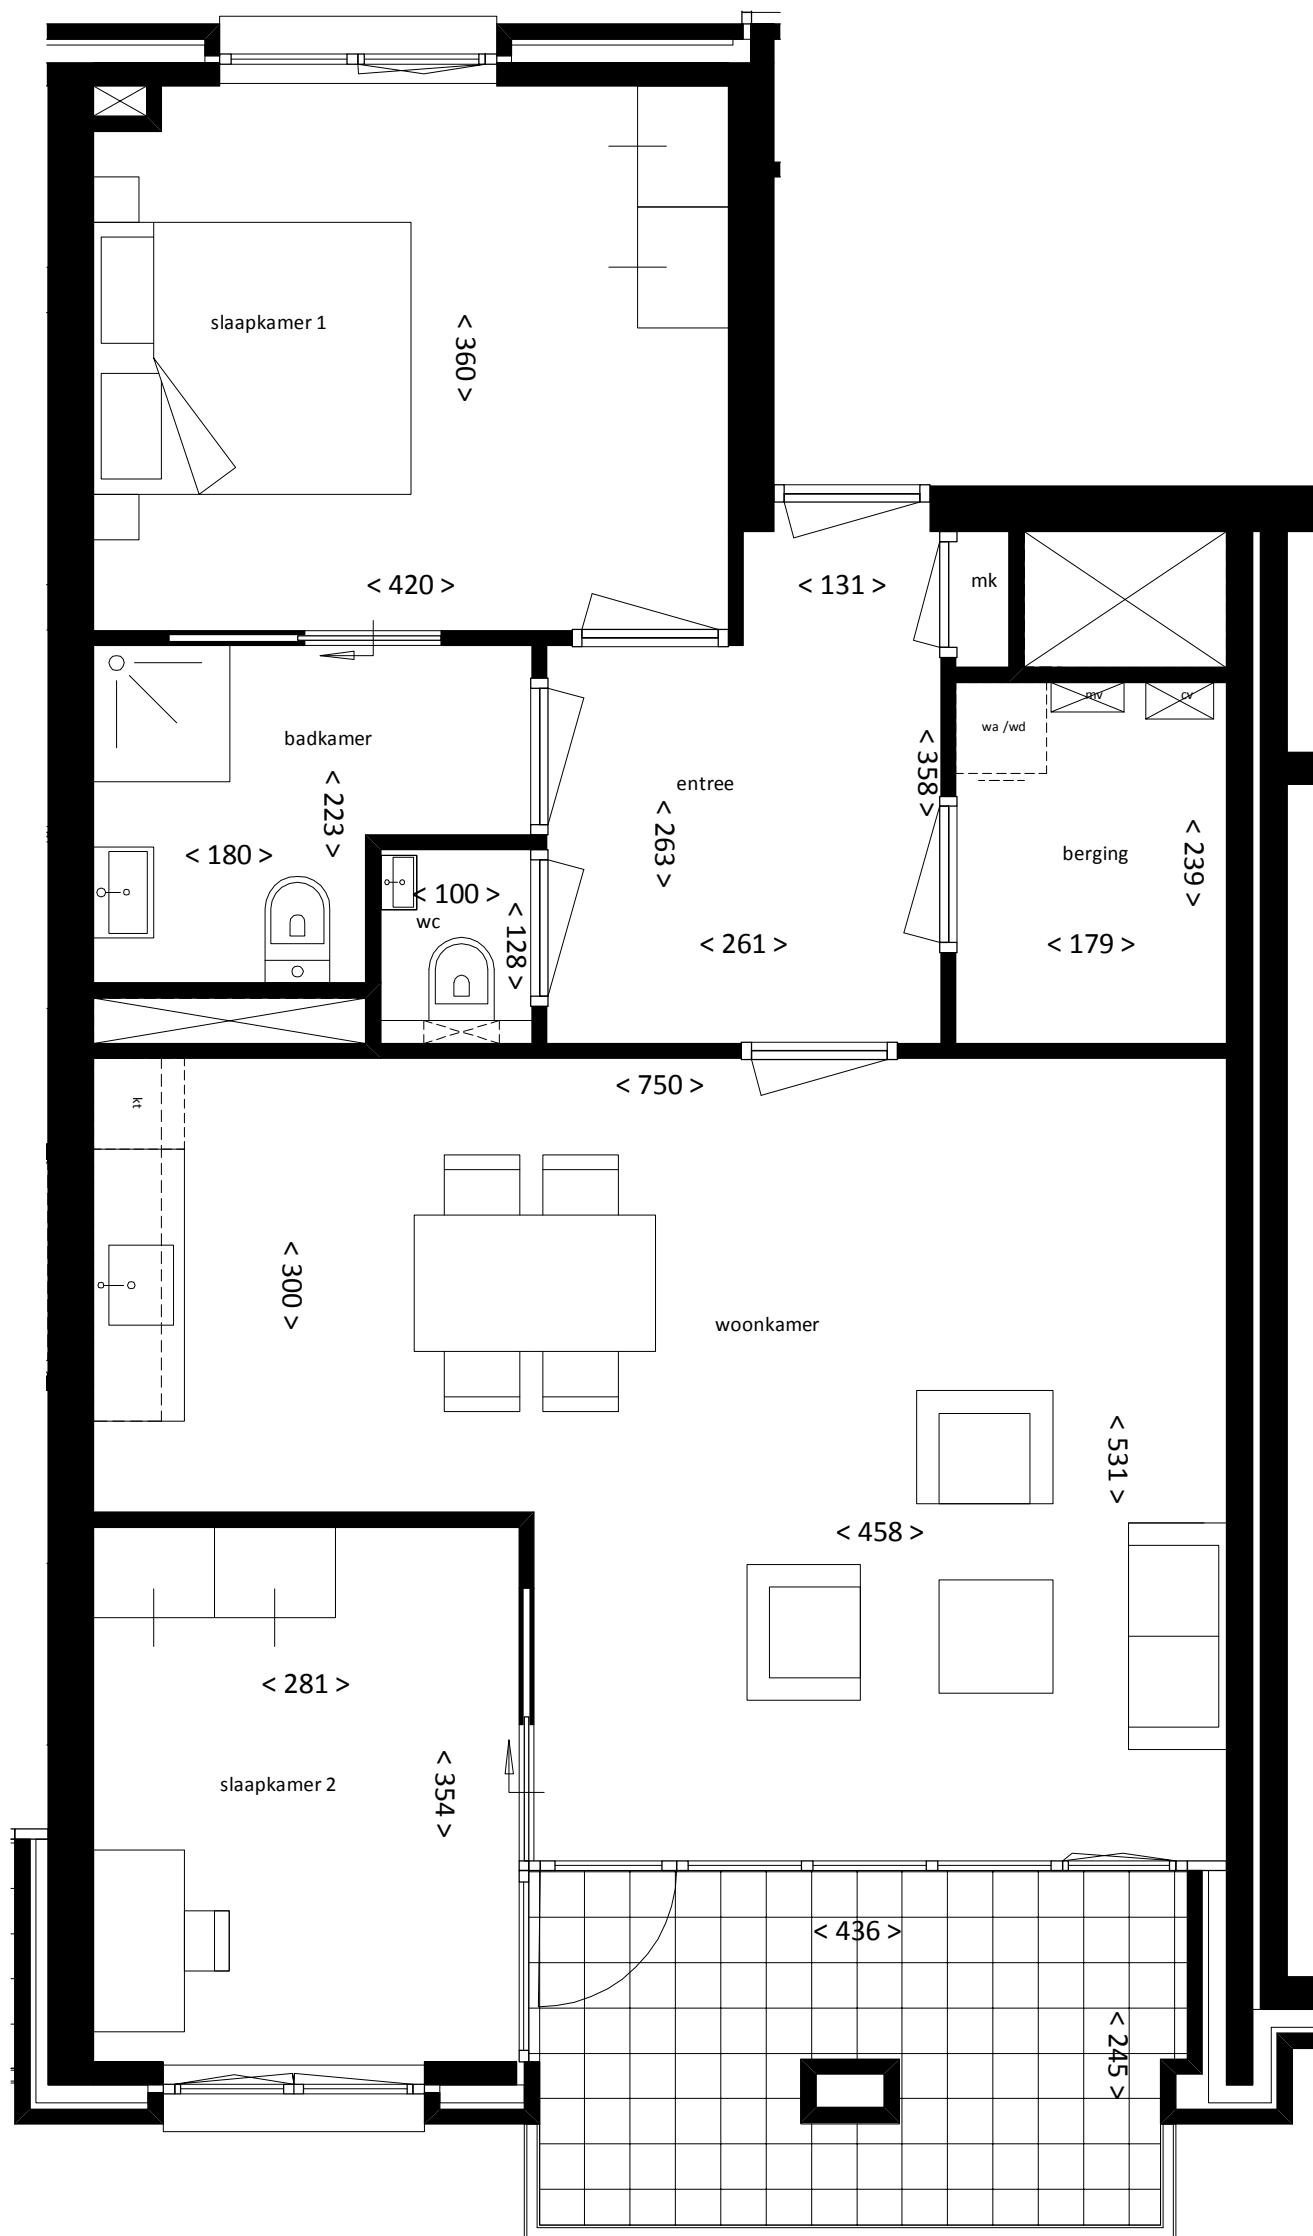 slaapkamer 1
< 360 >
< 420 >
< 131 >
mk
badkamer
< 223 >
< 180 >
< 100 >
wc
< 128 >
entree
< 263 >
< 358 >
< 261 >
wa /wd
mv
cv
berging
< 239 >
< 179 >
< 750 >
kt
< 300 >
woonkamer
< 531 >
< 458 >
< 281 >
slaapkamer 2
< 354 >
< 436 >
< 245 >